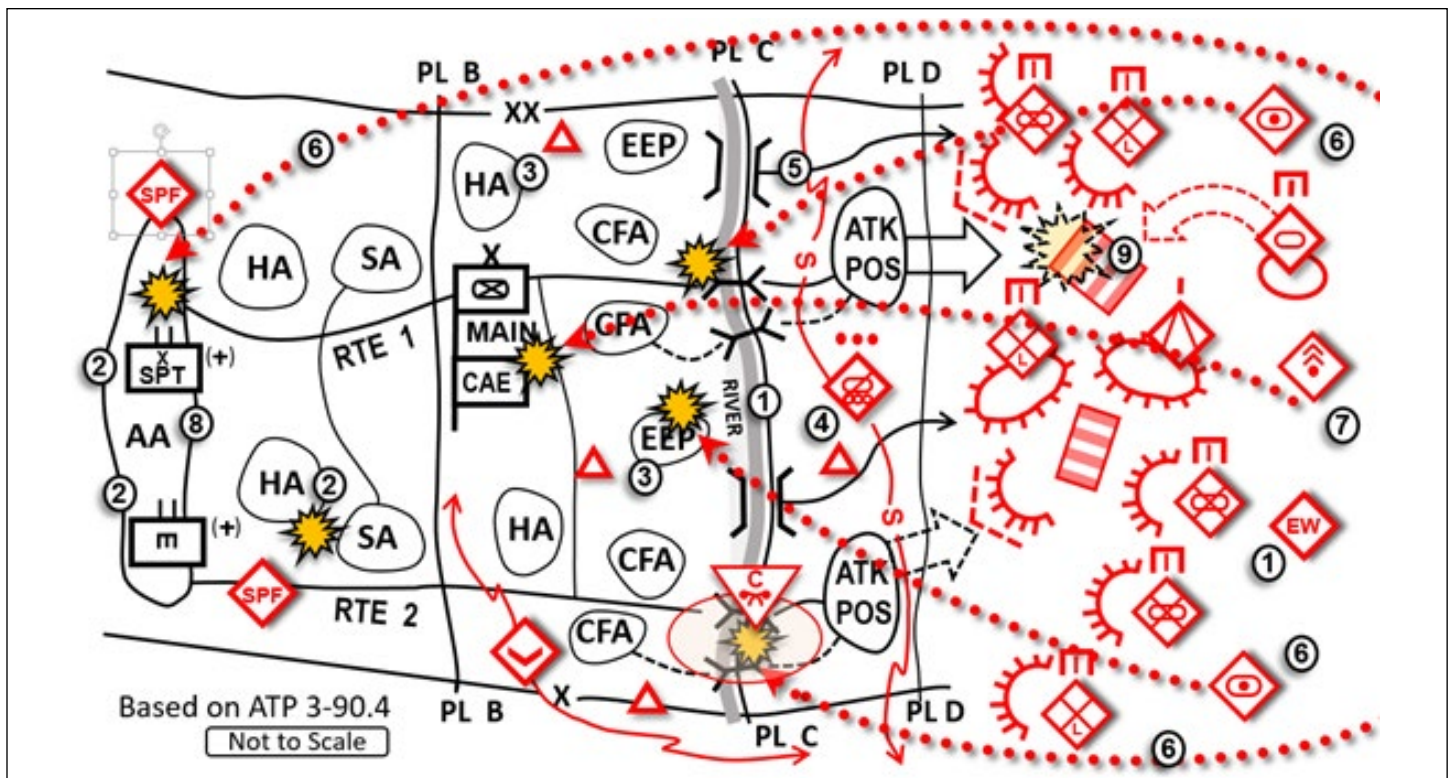 PL B
PL C
PL D
XX
6
SPF
HA
3
EEP
5
6
HA
SA
CFA
ATK
POS
S
9
X
MAIN
CAE
RTE 1
CFA
RIVER
1
4
7
2
X
SPT
(+)
8
AA
EEP
3
HA
2
2
SA
HA
S
EW
1
E
(+)
SPF
RTE 2
CFA
C
ATK
POS
CFA
6
L
L
L
Based on ATP 3-90.4
Not to Scale
PL B
X
PL C
PL D
6